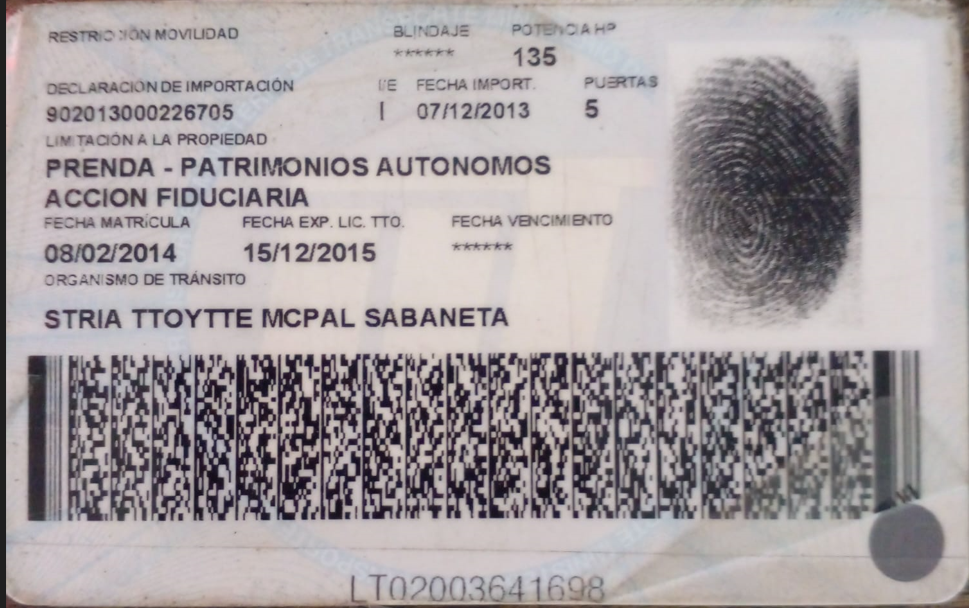 RESTRICCIÓN MOVILIDAD BLINDAJE POTENCIA HP
****** 135
DECLARACIÓN DE IMPORTACIÓN I/E FECHA IMPORT. PUERTAS
902013000226705 I 07/12/2013 5
LIMITACIÓN A LA PROPIEDAD
PRENDA - PATRIMONIOS AUTONOMOS
ACCION FIDUCIARIA
FECHA MATRÍCULA FECHA EXP. LIC. TTO. FECHA VENCIMIENTO
08/02/2014 15/12/2015 ******
ORGANISMO DE TRÁNSITO
STRIA TTOYTTE MCPAL SABANETA
LT02003641698